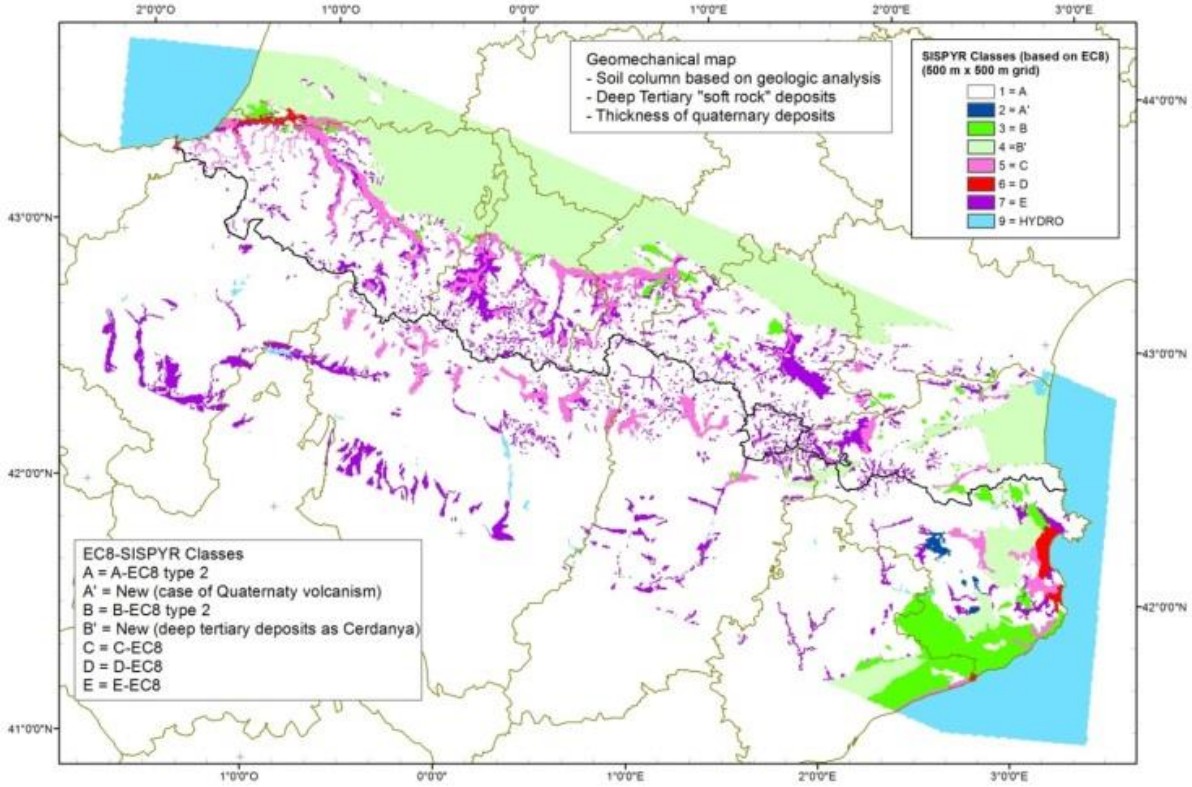 2°0'0"O 1°0'0"O 0°0'0" 1°0'0"E 2°0'0"E 3°0'0"E
Geomechanical map
- Soil column based on geologic analysis
- Deep Tertiary "soft rock" deposits
- Thickness of quaternary deposits
SISPYR Classes (based on EC8)
(500 m x 500 m grid)
1 = A
2 = A'
3 = B
4 =B'
5 = C
6 = D
7 = E
9 = HYDRO
44°0'0"N
43°0'0"N
43°0'0"N
42°0'0"N
42°0'0"N
41°0'0"N
EC8-SISPYR Classes
A = A-EC8 type 2
A' = New (case of Quaternaty volcanism)
B = B-EC8 type 2
B' = New (deep tertiary deposits as Cerdanya)
C = C-EC8
D = D-EC8
E = E-EC8
1°0'0"O 0°0'0" 1°0'0"E 2°0'0"E 3°0'0"E